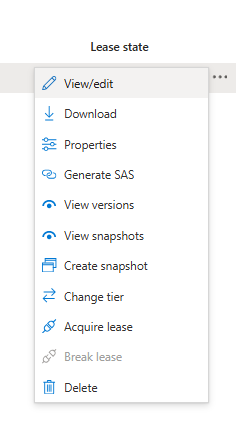 Lease state
View/edit
Download
Properties
Generate SAS
View versions
View snapshots
Create snapshot
Change tier
Acquire lease
Break lease
Delete